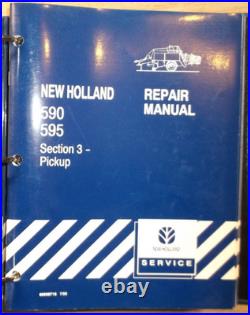 NEW HOLLAND
590
595
Section 3 -
Pickup
REPAIR
MANUAL
NEW HOLLAND
SERVICE